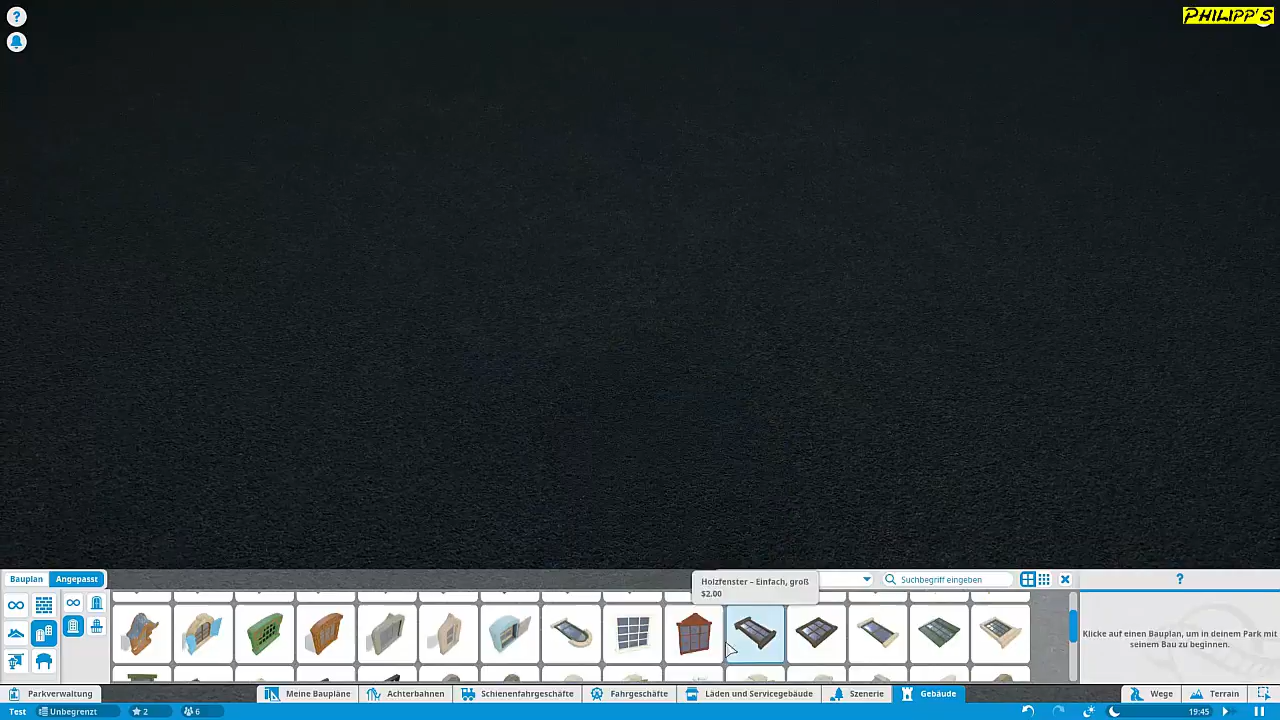 PHILIPP'S
Holzfenster – Einfach, groß
$2.00
Bauplan
Angepasst
Suchbegriff eingeben
?
Klicke auf einen Bauplan, um in deinem Park mit
seinem Bau zu beginnen.
Parkverwaltung
Meine Baupläne
Achterbahnen
Schienenfahrgeschäfte
Fahrgeschäfte
Läden und Servicegebäude
Szenerie
Gebäude
Wege
Terrain
Test
Unbegrenzt
2
6
19:45